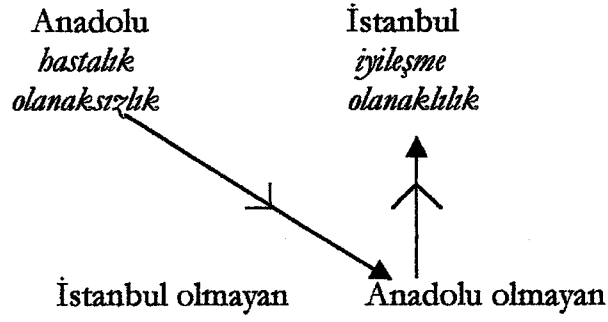 Anadolu İstanbul
hastalık iyileşme
olanaksızlık olanaklılık
İstanbul olmayan Anadolu olmayan